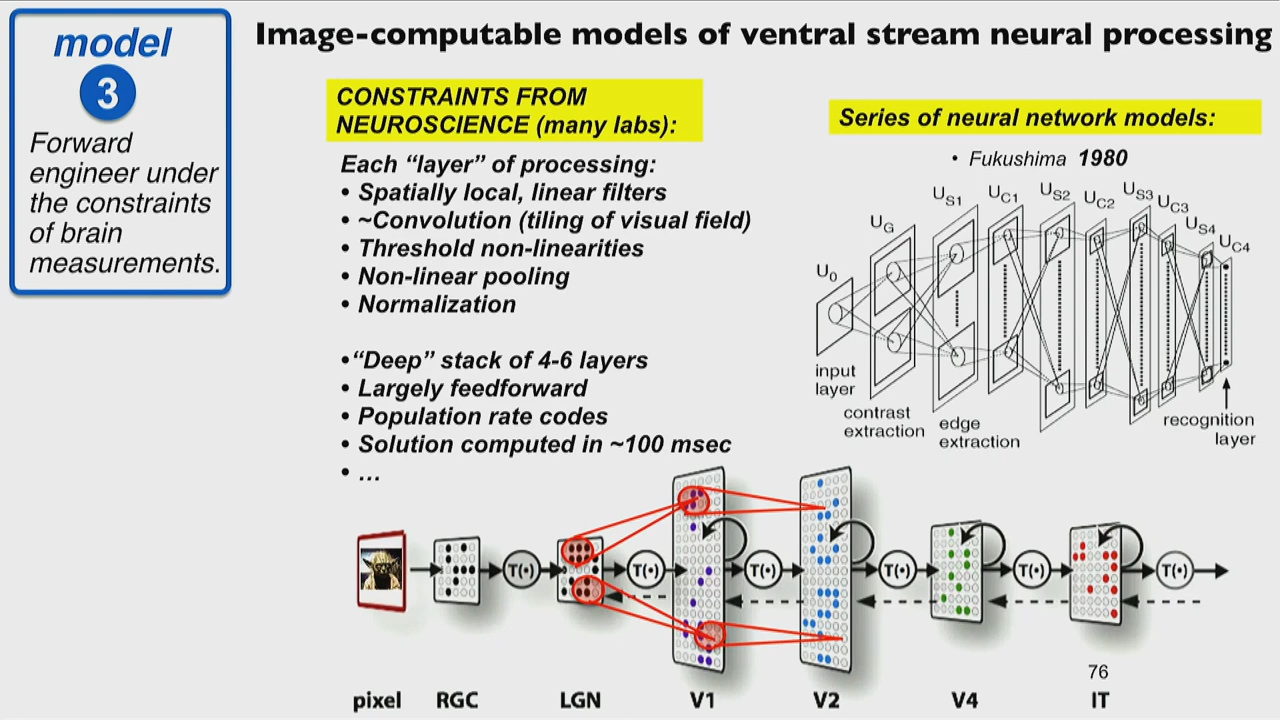 model
3
Forward
engineer under
the constraints
of brain
measurements.
Image-computable models of ventral stream neural processing
CONSTRAINTS FROM
NEUROSCIENCE (many labs):
Each “layer” of processing:
• Spatially local, linear filters
• ~Convolution (tiling of visual field)
• Threshold non-linearities
• Non-linear pooling
• Normalization
•“Deep” stack of 4-6 layers
• Largely feedforward
• Population rate codes
• Solution computed in ~100 msec
• ...
Series of neural network models:
• Fukushima 1980
U0
UG
US1
UC1
US2
UC2
US3
UC3
US4
UC4
input
layer
contrast
extraction
edge
extraction
recognition
layer
T(•)
T(•)
T(•)
T(•)
T(•)
T(•)
76
pixel
RGC
LGN
V1
V2
V4
IT